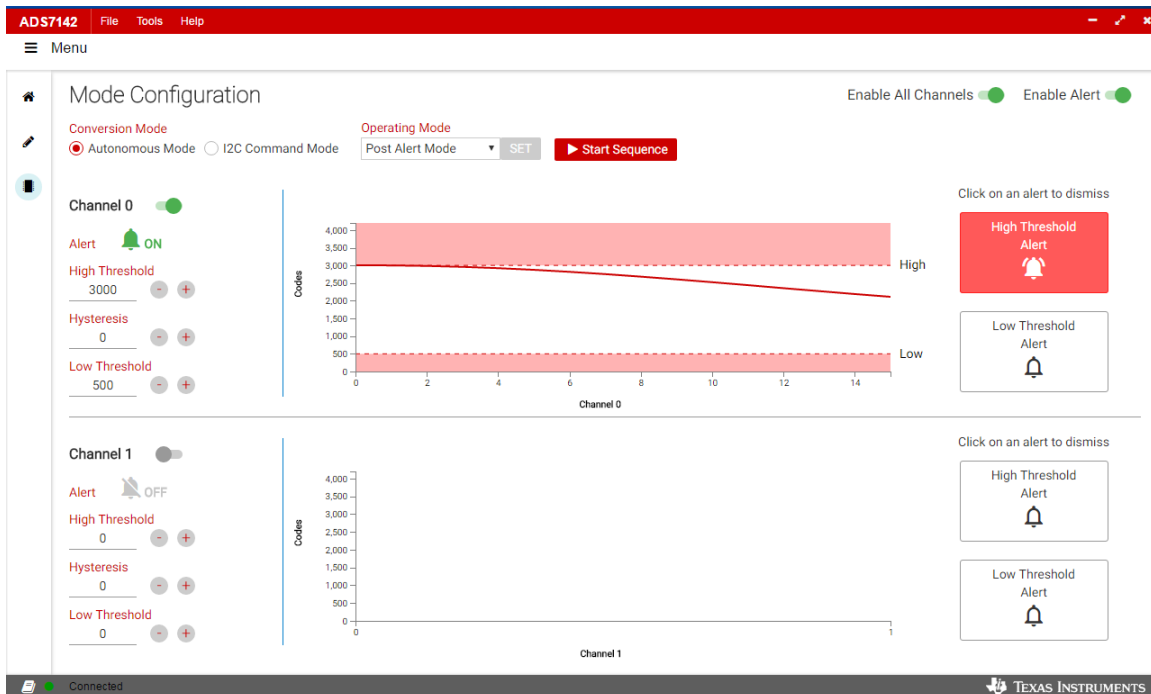 ADS7142 File Tools Help
Menu
Mode Configuration
Enable All Channels Enable Alert
Conversion Mode
Autonomous Mode I2C Command Mode
Operating Mode
Post Alert Mode SET Start Sequence
Channel 0
Alert ON
High Threshold
3000 - +
Hysteresis
0 - +
Low Threshold
500 - +
Codes
4,000
3,500
3,000
2,500
2,000
1,500
1,000
500
0
0 2 4 6 8 10 12 14
Channel 0
High
Low
Click on an alert to dismiss
High Threshold
Alert
Low Threshold
Alert
Channel 1
Alert OFF
High Threshold
0 - +
Hysteresis
0 - +
Low Threshold
0 - +
Codes
4,000
3,500
3,000
2,500
2,000
1,500
1,000
500
0
0 1
Channel 1
Click on an alert to dismiss
High Threshold
Alert
Low Threshold
Alert
Connected
TEXAS INSTRUMENTS